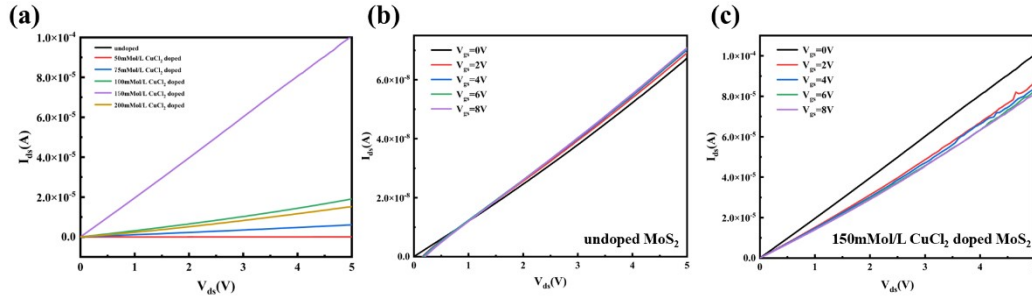 (a)
1.0×10⁻⁴
8.0×10⁻⁵
6.0×10⁻⁵
4.0×10⁻⁵
2.0×10⁻⁵
0.0
I_ds(A)
undoped
50mMol/L CuCl₂ doped
75mMol/L CuCl₂ doped
100mMol/L CuCl₂ doped
150mMol/L CuCl₂ doped
200mMol/L CuCl₂ doped
0 1 2 3 4 5
V_ds(V)
(b)
6.0×10⁻⁸
4.0×10⁻⁸
2.0×10⁻⁸
0.0
I_ds(A)
V_gs=0V
V_gs=2V
V_gs=4V
V_gs=6V
V_gs=8V
undoped MoS₂
0 1 2 3 4 5
V_ds(V)
(c)
1.0×10⁻⁴
8.0×10⁻⁵
6.0×10⁻⁵
4.0×10⁻⁵
2.0×10⁻⁵
0.0
I_ds(A)
V_gs=0V
V_gs=2V
V_gs=4V
V_gs=6V
V_gs=8V
150mMol/L CuCl₂ doped MoS₂
0 1 2 3 4
V_ds(V)